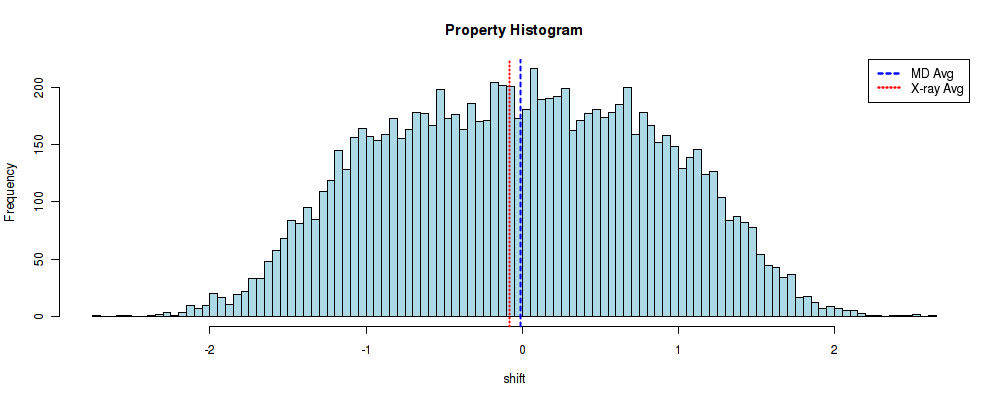 Property Histogram
MD Avg
X-ray Avg
Frequency
200
150
100
50
0
-2 -1 0 1 2
shift